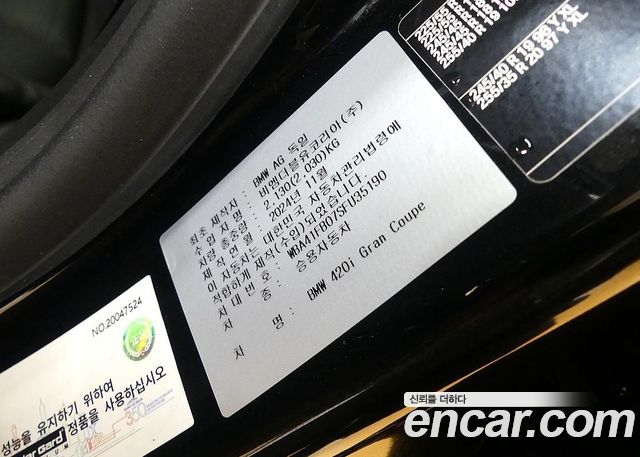 245/40 R 19 98 Y XL
255/35 R 20 97 Y XL
최초 제작자 : BMW AG 독일
수입자명 : 비엠더블유코리아(주)
차량 총중량 : 2,130(2,030)KG
제작연월 : 2024년 11월
이 자동차는 대한민국 자동차관리법령에
적합하게 제작(수입)되었습니다.
차대번호 : WBA41FB07SFU35190
차 종 : 승용자동차
차 명 : BMW 420i Gran Coupe
NO.20047524
성능을 유지하기 위하여
정품을 사용하십시오
신뢰를 더하다
encar.com